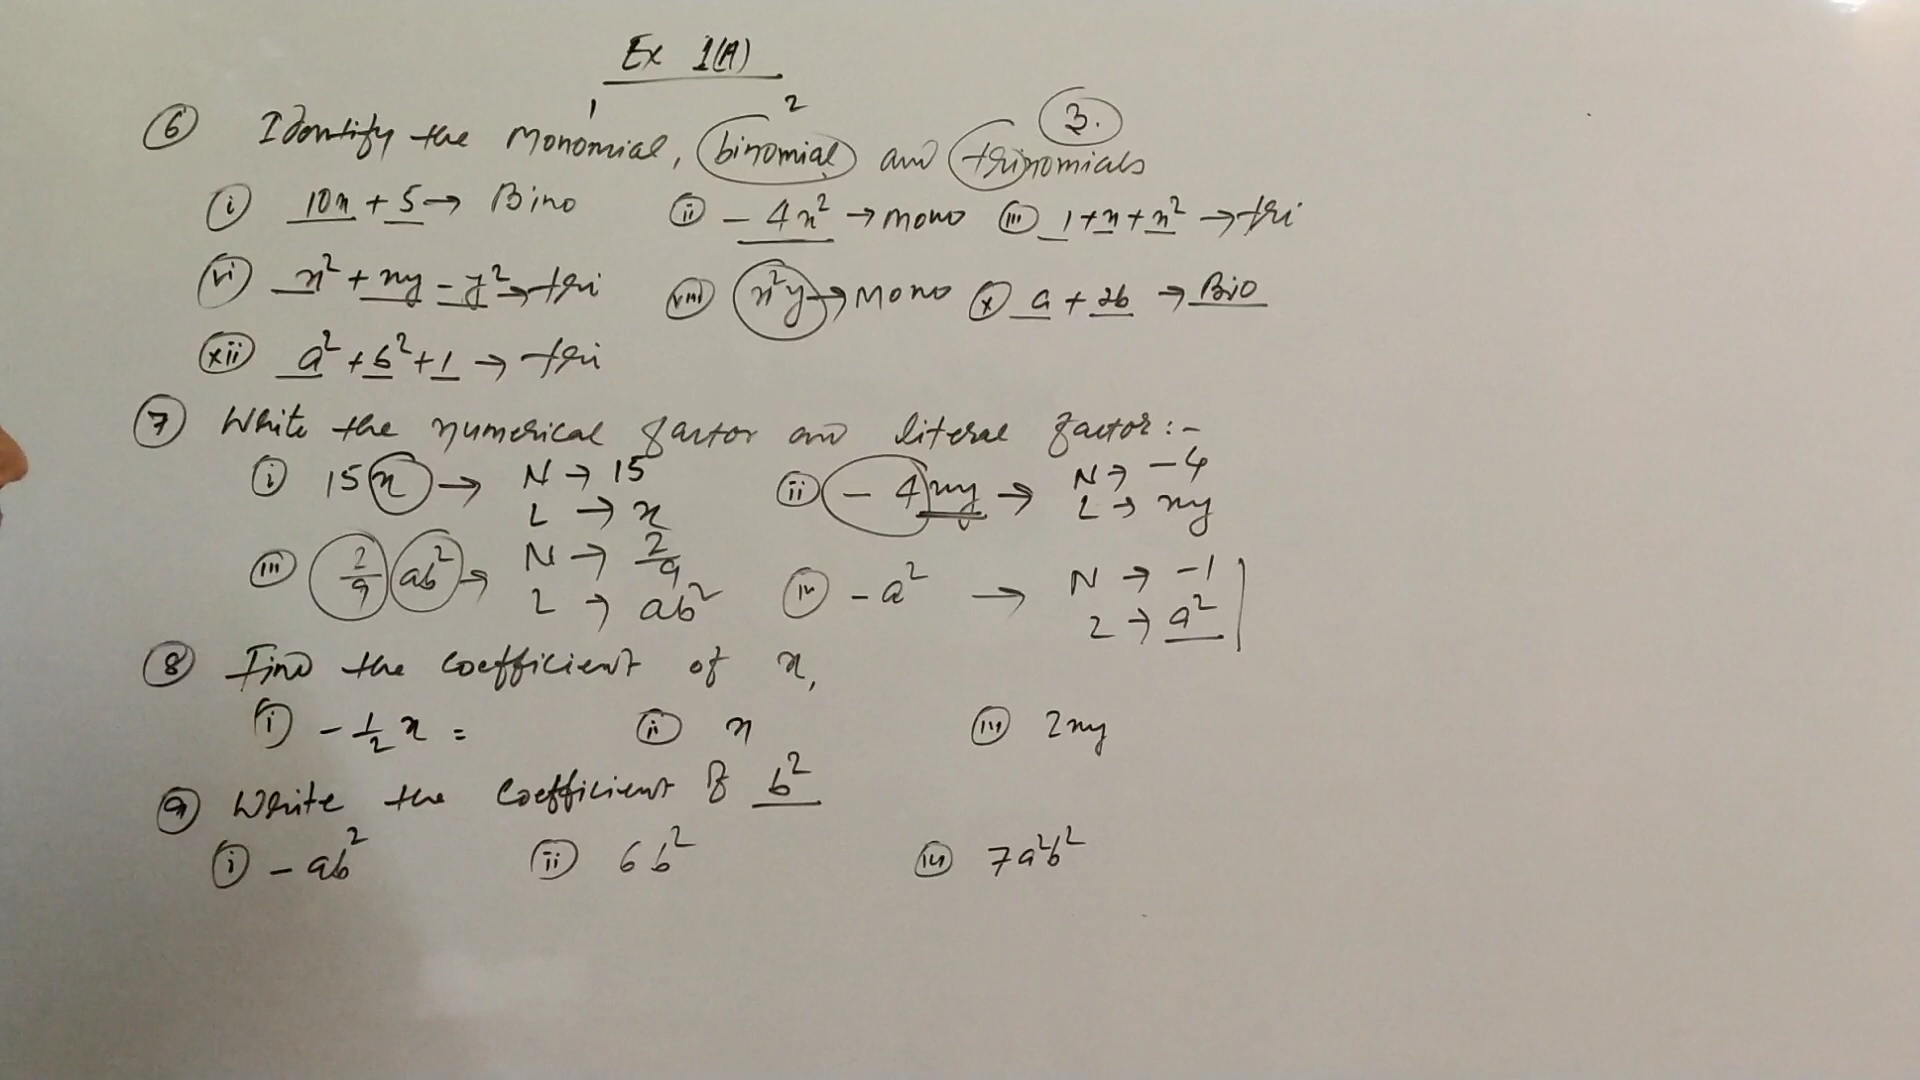 Ex 1(A)
1 2 3.
⑥ Identify the Monomial, binomial and trinomials
ⓘ 10x + 5 → Bino ⓘⓘ - 4x² → mono ⓘⓘⓘ 1 + x + x² → tri
ⓥⓘ x² + xy - y² → tri ⓥⓘⓘⓘ x²y → mono ⓧ a + 2b → Bio
ⓧⓘⓘ a² + b² + 1 → tri
⑦ Write the numerical factor and literal factor :-
ⓘ 15x → N → 15 ⓘⓘ - 4xy → N → -4
L → x L → xy
ⓘⓘⓘ 2/9 ab² → N → 2/9 ⓘⓥ - a² → N → -1
L → ab² L → a²
⑧ Find the coefficient of x,
ⓘ - 1/2 x = ⓘⓘ x ⓘⓘⓘ 2xy
⑨ Write the coefficient of b²
ⓘ - ab² ⓘⓘ 6b² 7a²b²